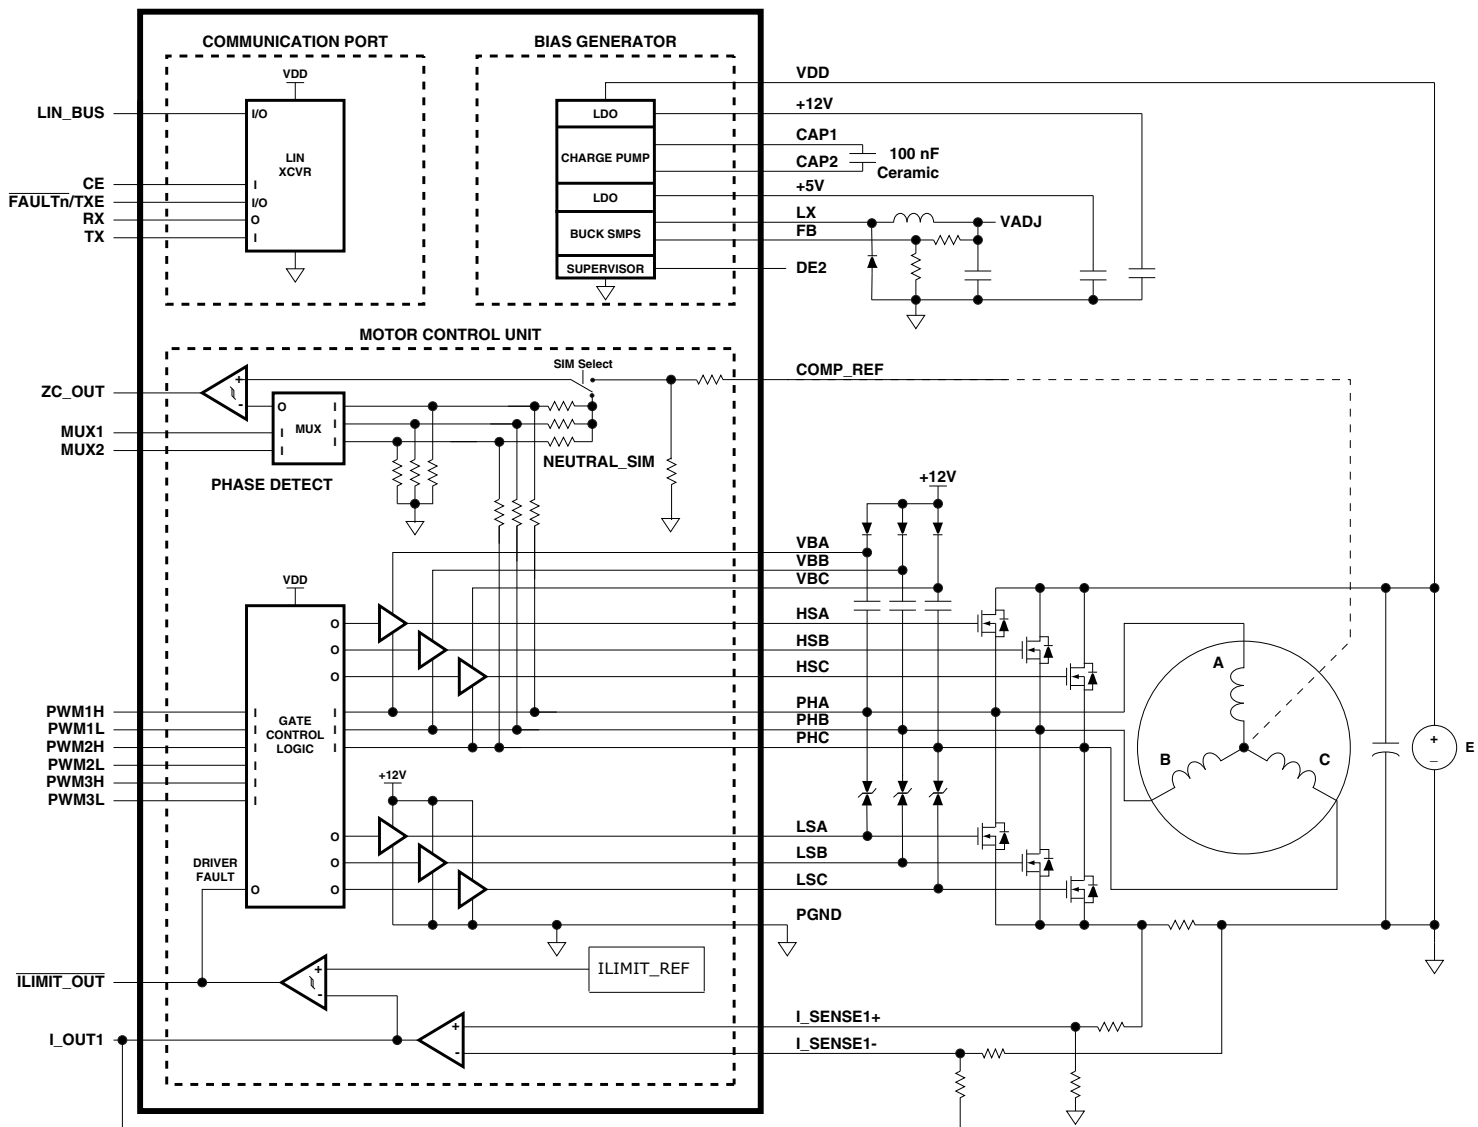 COMMUNICATION PORT
BIAS GENERATOR
VDD
LIN_BUS
I/O
LIN
XCVR
CE
I
FAULTn/TXE
I/O
RX
O
TX
I
LDO
CHARGE PUMP
LDO
BUCK SMPS
SUPERVISOR
VDD
+12V
CAP1
CAP2
100 nF
Ceramic
+5V
LX
FB
VADJ
DE2
MOTOR CONTROL UNIT
SIM Select
COMP_REF
ZC_OUT
+
-
O
I
MUX
I
MUX1
I
I
MUX2
I
NEUTRAL_SIM
PHASE DETECT
+12V
VBA
VBB
VBC
VDD
HSA
O
HSB
O
HSC
O
A
PWM1H
I
I
PHA
PWM1L
I
GATE
CONTROL
LOGIC
I
PHB
PWM2H
I
I
PHC
PWM2L
I
PWM3H
I
PWM3L
I
B
C
+
_
E
+12V
O
LSA
O
LSB
DRIVER
FAULT
O
O
LSC
PGND
ILIMIT_OUT
+
-
ILIMIT_REF
I_OUT1
+
-
I_SENSE1+
I_SENSE1-